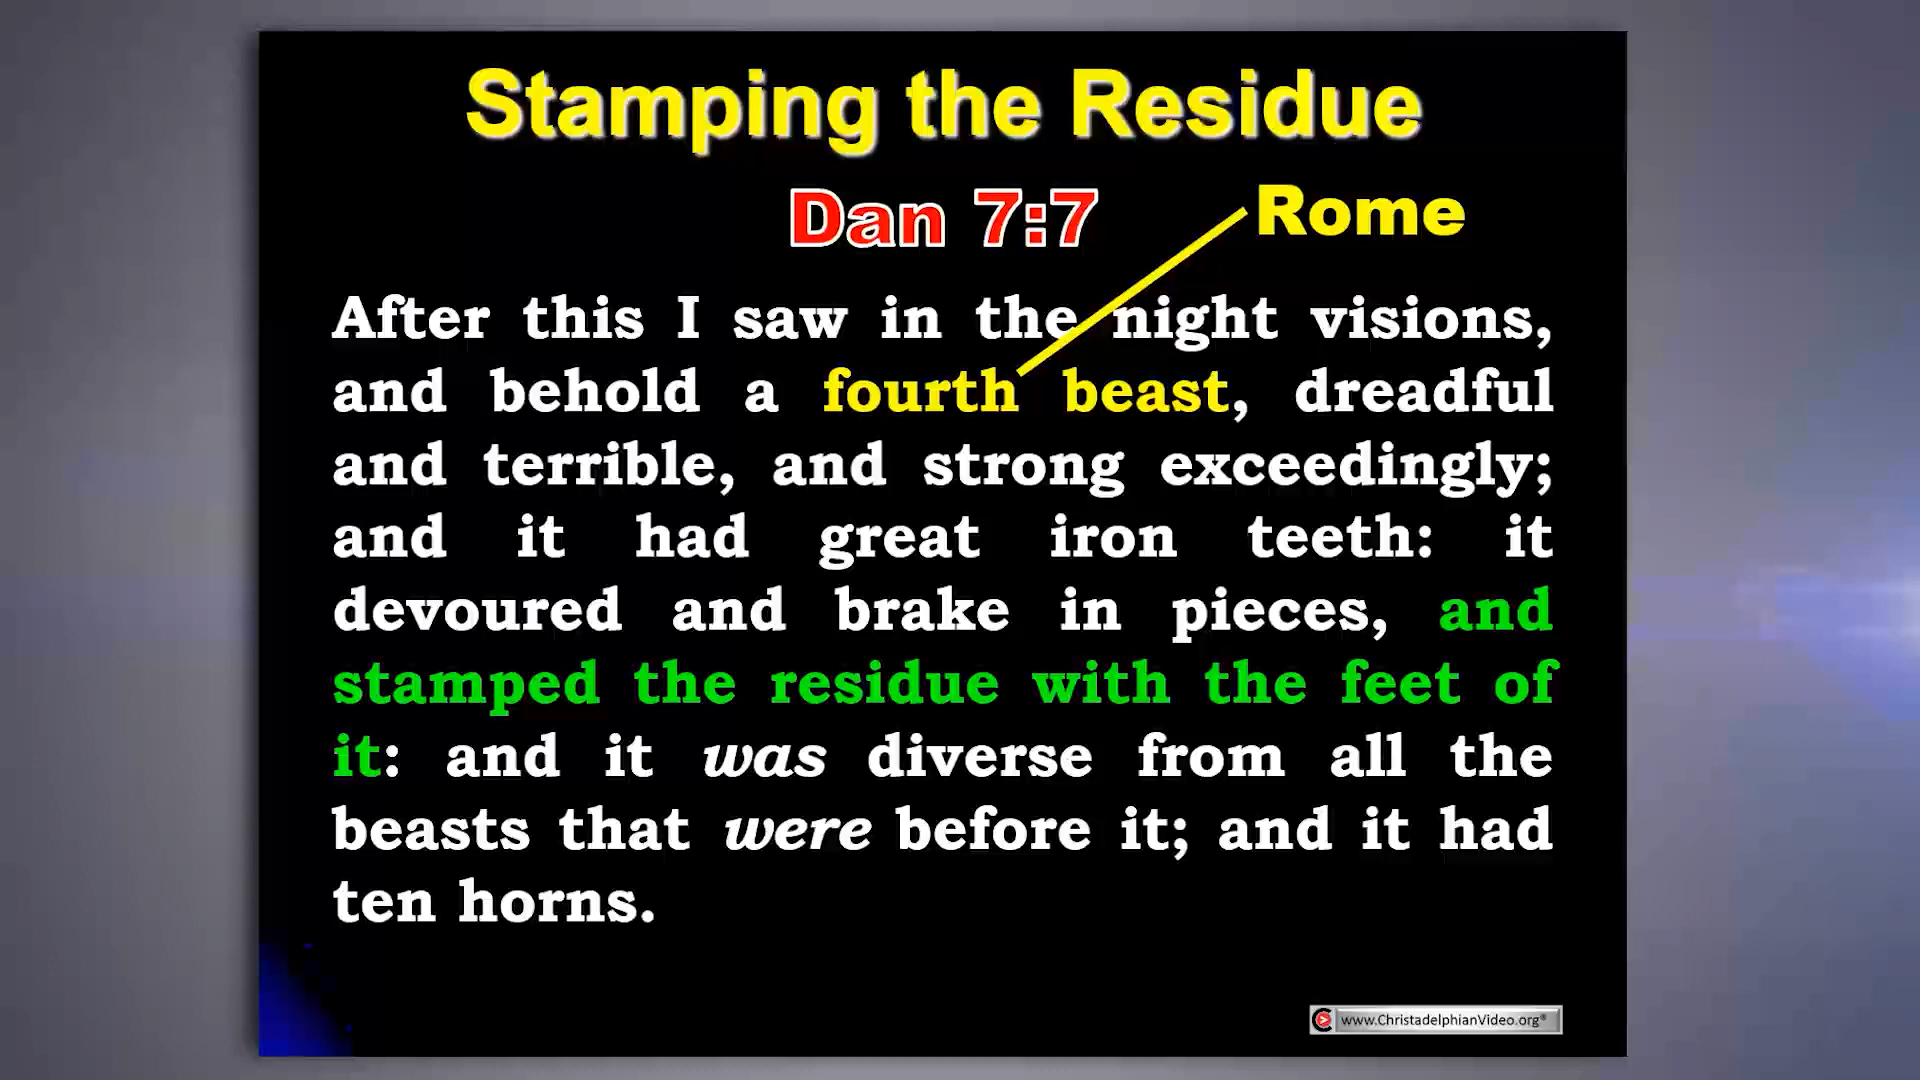 Stamping the Residue
Dan 7:7
Rome
After this I saw in the night visions,
and behold a fourth beast, dreadful
and terrible, and strong exceedingly;
and it had great iron teeth: it
devoured and brake in pieces, and
stamped the residue with the feet of
it: and it was diverse from all the
beasts that were before it; and it had
ten horns.
www.ChristadelphianVideo.org®